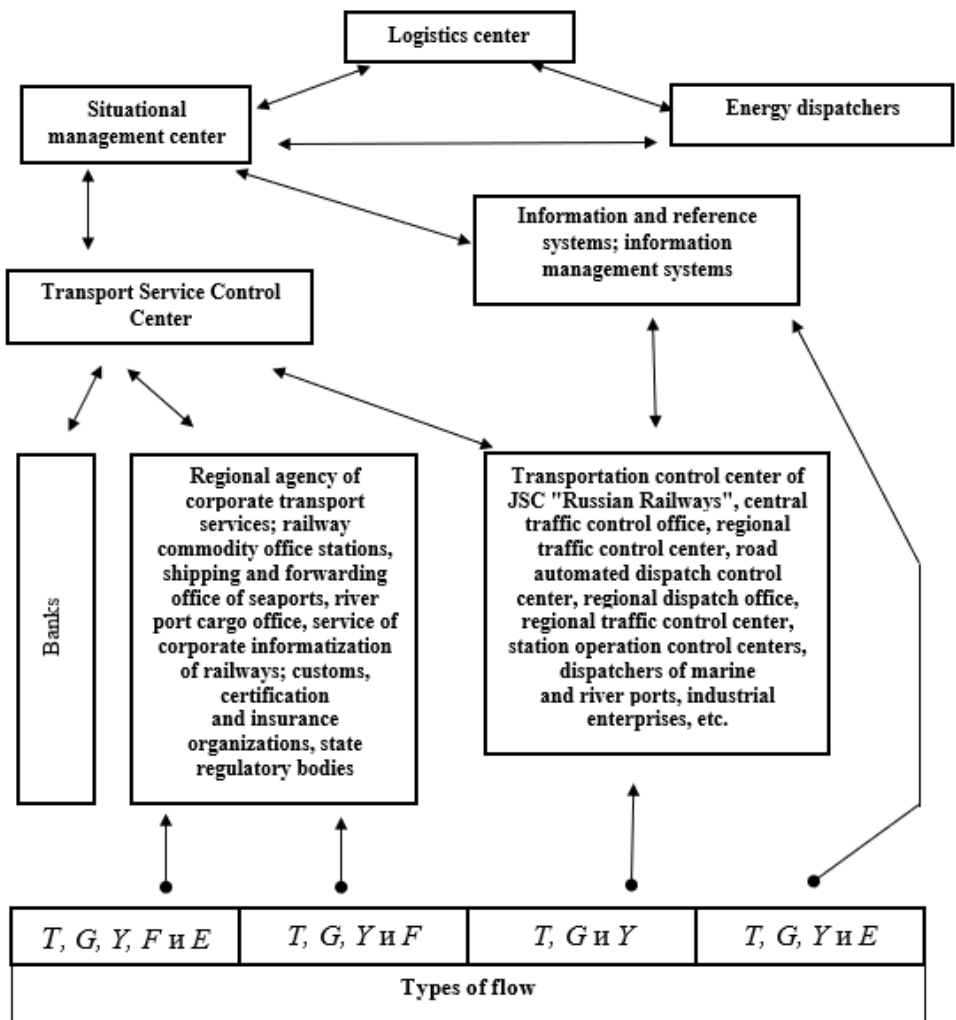 Logistics center
Situational
management center
Energy dispatchers
Information and reference
systems; information
management systems
Transport Service Control
Center
Banks
Regional agency of
corporate transport
services; railway
commodity office stations,
shipping and forwarding
office of seaports, river
port cargo office, service of
corporate informatization
of railways; customs,
certification
and insurance
organizations, state
regulatory bodies
Transportation control center of
JSC "Russian Railways", central
traffic control office, regional
traffic control center, road
automated dispatch control
center, regional dispatch office,
regional traffic control center,
station operation control centers,
dispatchers of marine
and river ports, industrial
enterprises, etc.
T, G, Y, F и E
T, G, Y и F
T, G и Y
T, G, Y и E
Types of flow